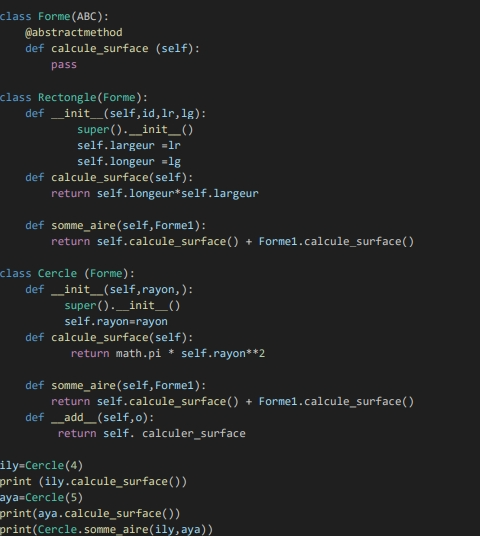 class Forme(ABC):
    @abstractmethod
    def calcule_surface (self):
        pass

class Rectongle(Forme):
    def __init__(self,id,lr,lg):
            super().__init__()
            self.largeur =lr
            self.longeur =lg
    def calcule_surface(self):
        return self.longeur*self.largeur

    def somme_aire(self,Forme1):
        return self.calcule_surface() + Forme1.calcule_surface()

class Cercle (Forme):
    def __init__(self,rayon,):
          super().__init__()
          self.rayon=rayon
    def calcule_surface(self):
           return math.pi * self.rayon**2

    def somme_aire(self,Forme1):
        return self.calcule_surface() + Forme1.calcule_surface()
    def __add__(self,o):
         return self. calculer_surface

ily=Cercle(4)
print (ily.calcule_surface())
aya=Cercle(5)
print(aya.calcule_surface())
print(Cercle.somme_aire(ily,aya))